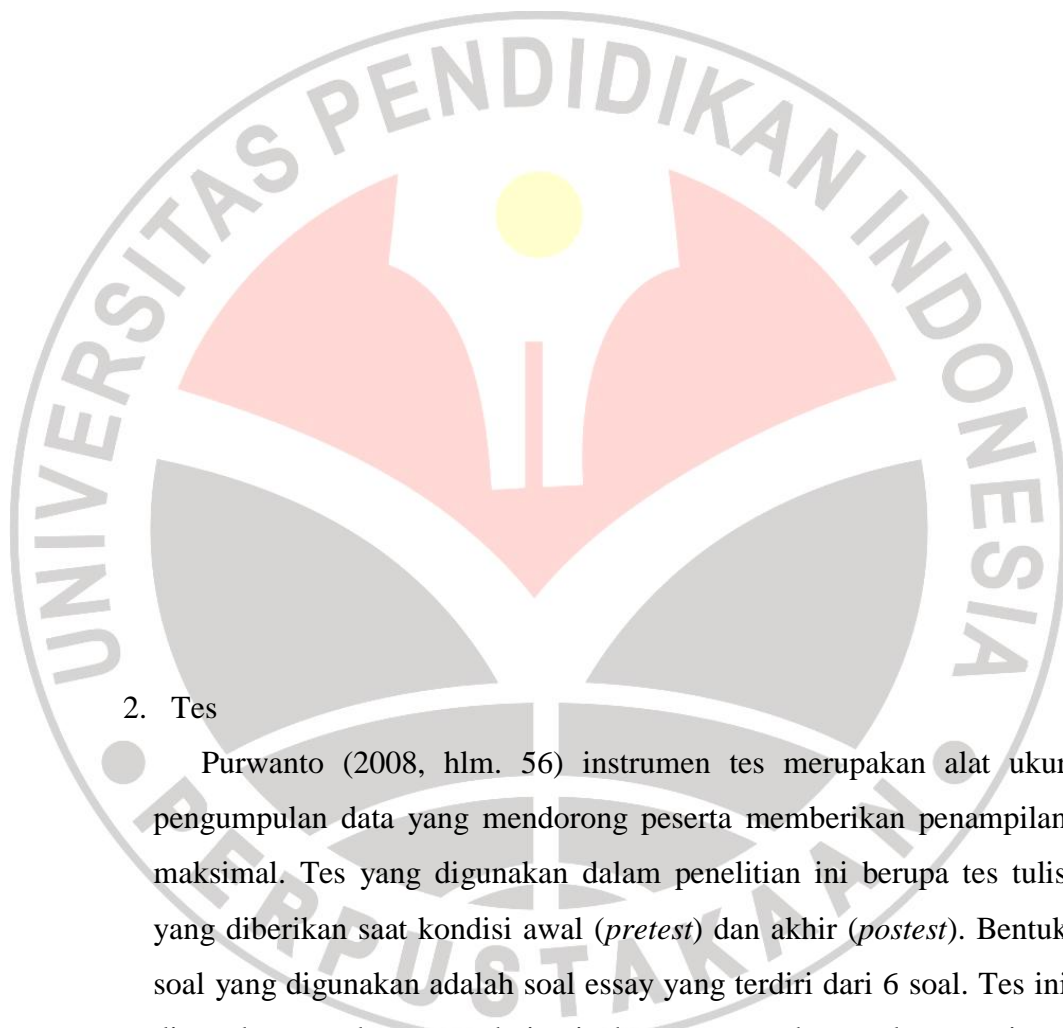 UNIVERSITAS PENDIDIKAN INDONESIA
2. Tes
Purwanto (2008, hlm. 56) instrumen tes merupakan alat ukur
pengumpulan data yang mendorong peserta memberikan penampilan
maksimal. Tes yang digunakan dalam penelitian ini berupa tes tulis
yang diberikan saat kondisi awal (pretest) dan akhir (postest). Bentuk
soal yang digunakan adalah soal essay yang terdiri dari 6 soal. Tes ini
PERPUSTAKAAN